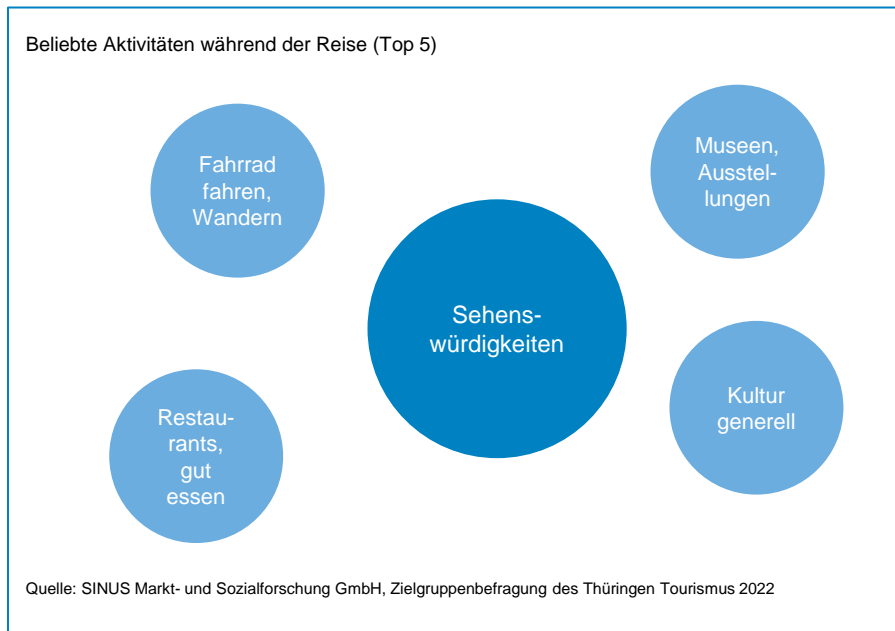 Beliebte Aktivitäten während der Reise (Top 5)
Fahrrad
fahren,
Wandern
Museen,
Ausstel-
lungen
Sehens-
würdigkeiten
Kultur
generell
Restau-
rants,
gut
essen
Quelle: SINUS Markt- und Sozialforschung GmbH, Zielgruppenbefragung des Thüringen Tourismus 2022